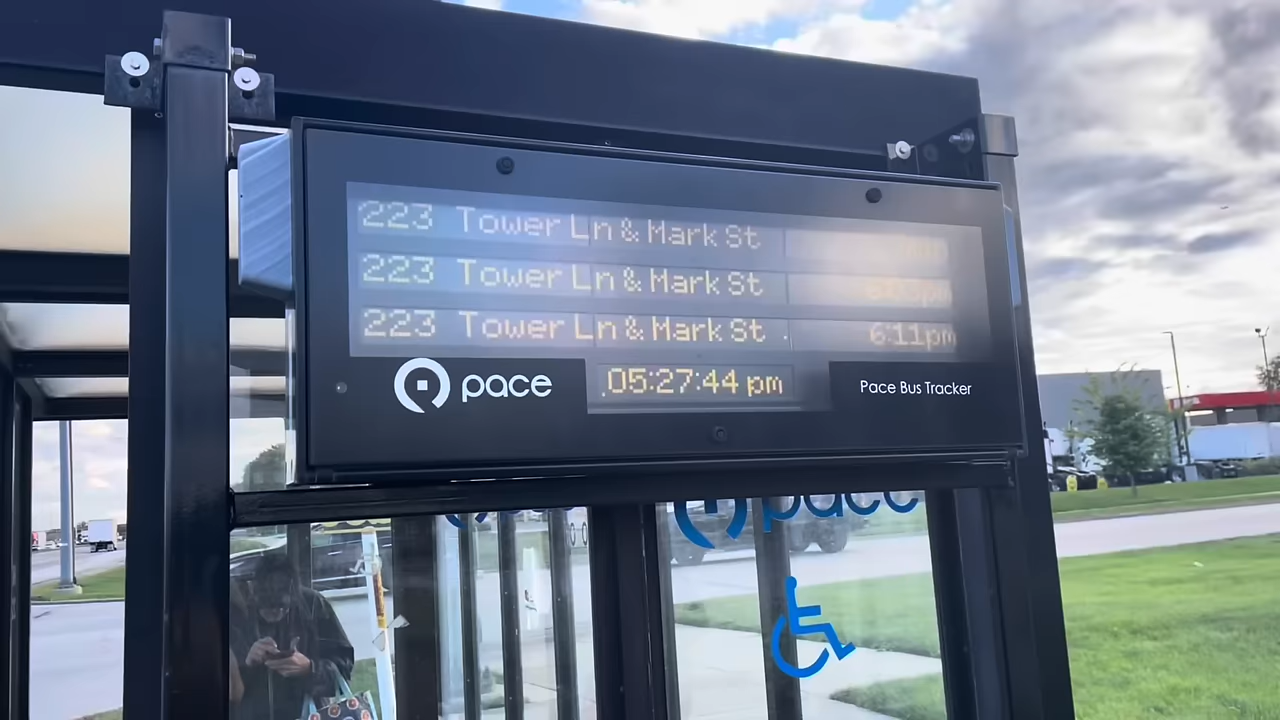 223 Tower Ln & Mark St
223 Tower Ln & Mark St
223 Tower Ln & Mark St 6:11pm
pace
05:27:44 pm
Pace Bus Tracker
pace